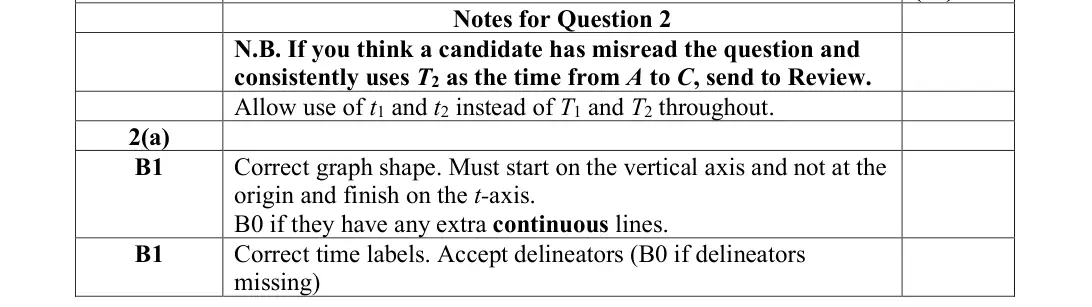 Notes for Question 2
N.B. If you think a candidate has misread the question and
consistently uses T₂ as the time from A to C, send to Review.
Allow use of t₁ and t₂ instead of T₁ and T₂ throughout.
2(a)
B1 Correct graph shape. Must start on the vertical axis and not at the
origin and finish on the t-axis.
B0 if they have any extra continuous lines.
B1 Correct time labels. Accept delineators (B0 if delineators
missing)